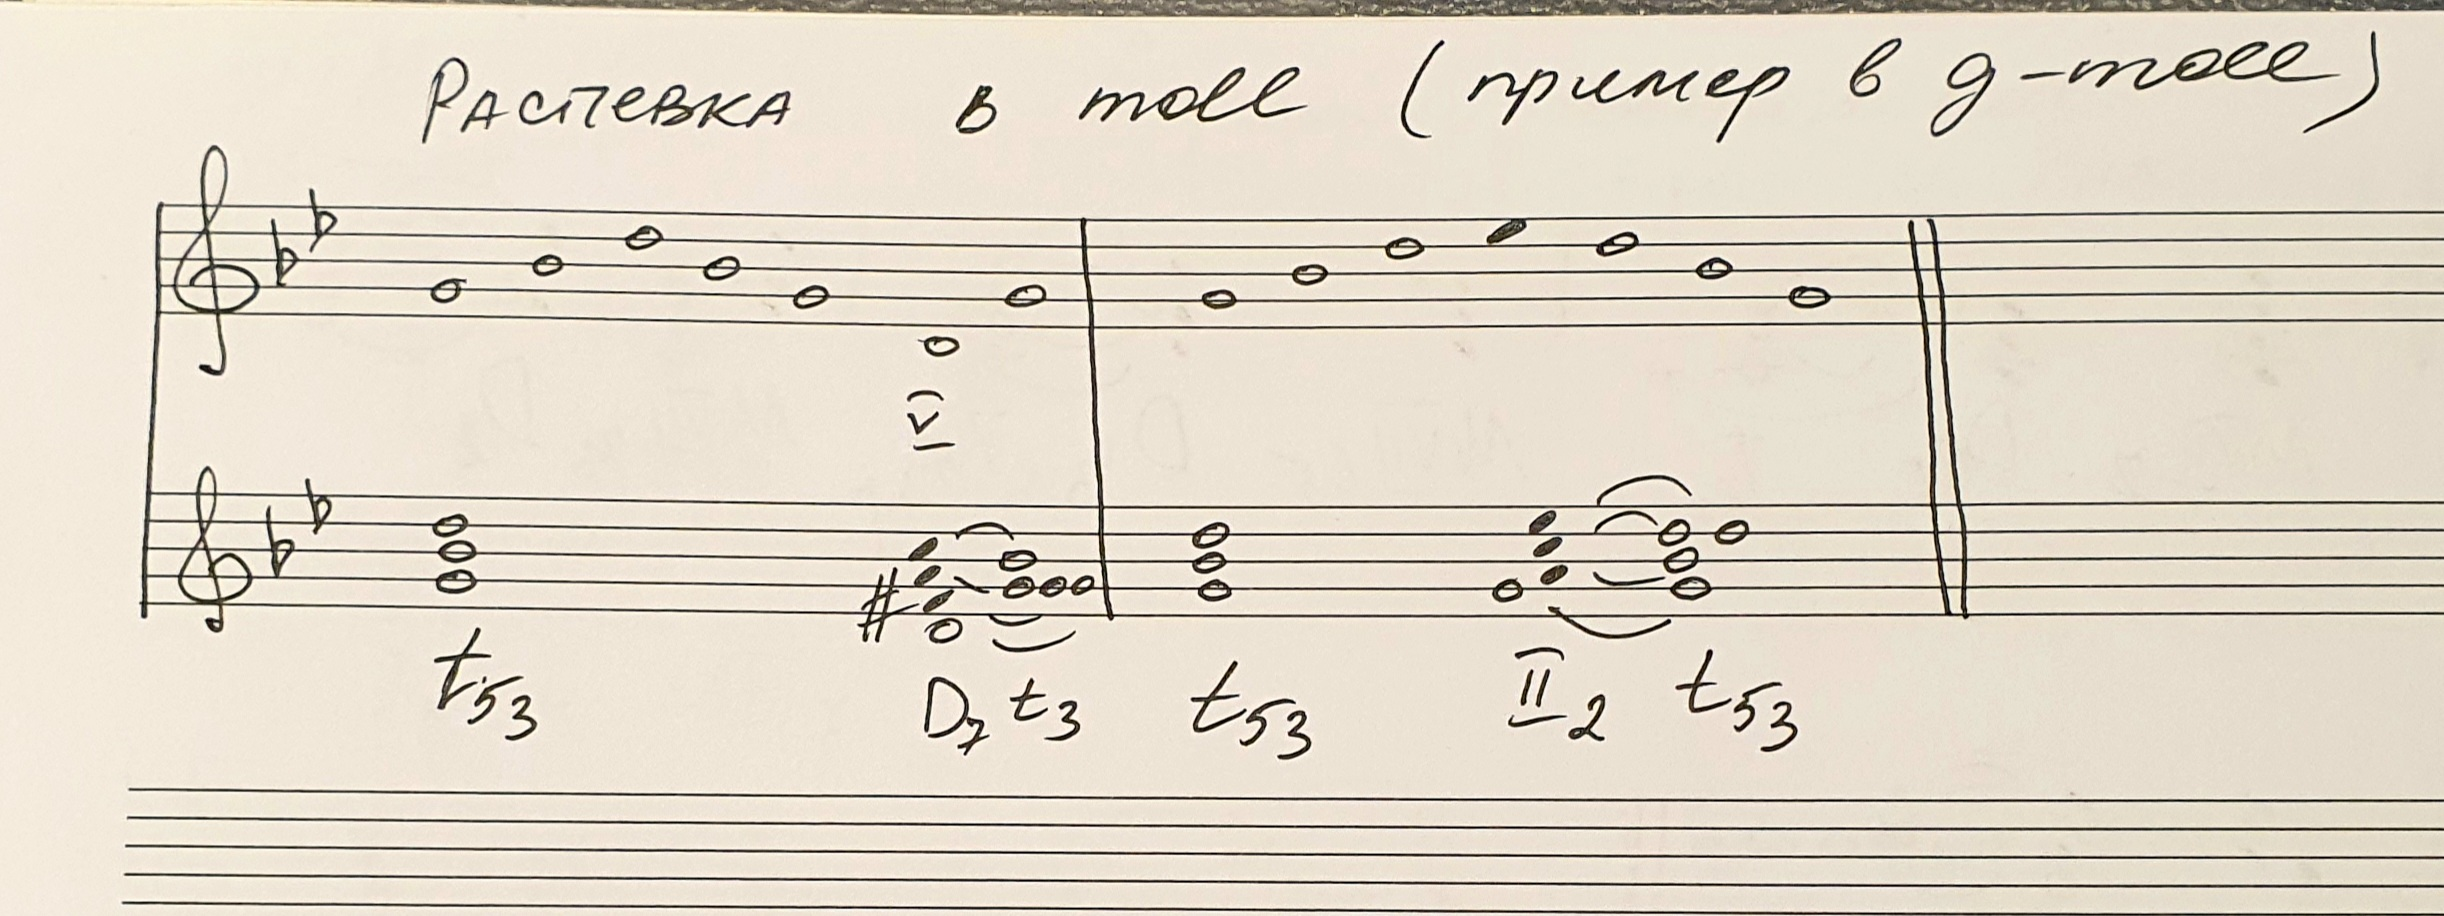 Распевка в moll (пример в g-moll)
V
t53 D7 t3 t53 II2 t53